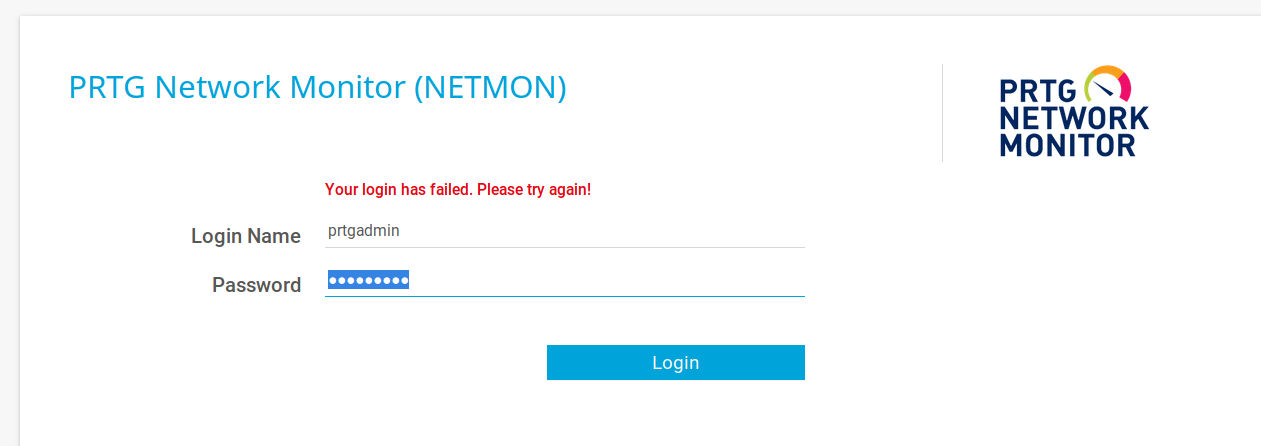 PRTG Network Monitor (NETMON)
PRTG
NETWORK
MONITOR
Your login has failed. Please try again!
Login Name prtgadmin
Password •••••••••
Login